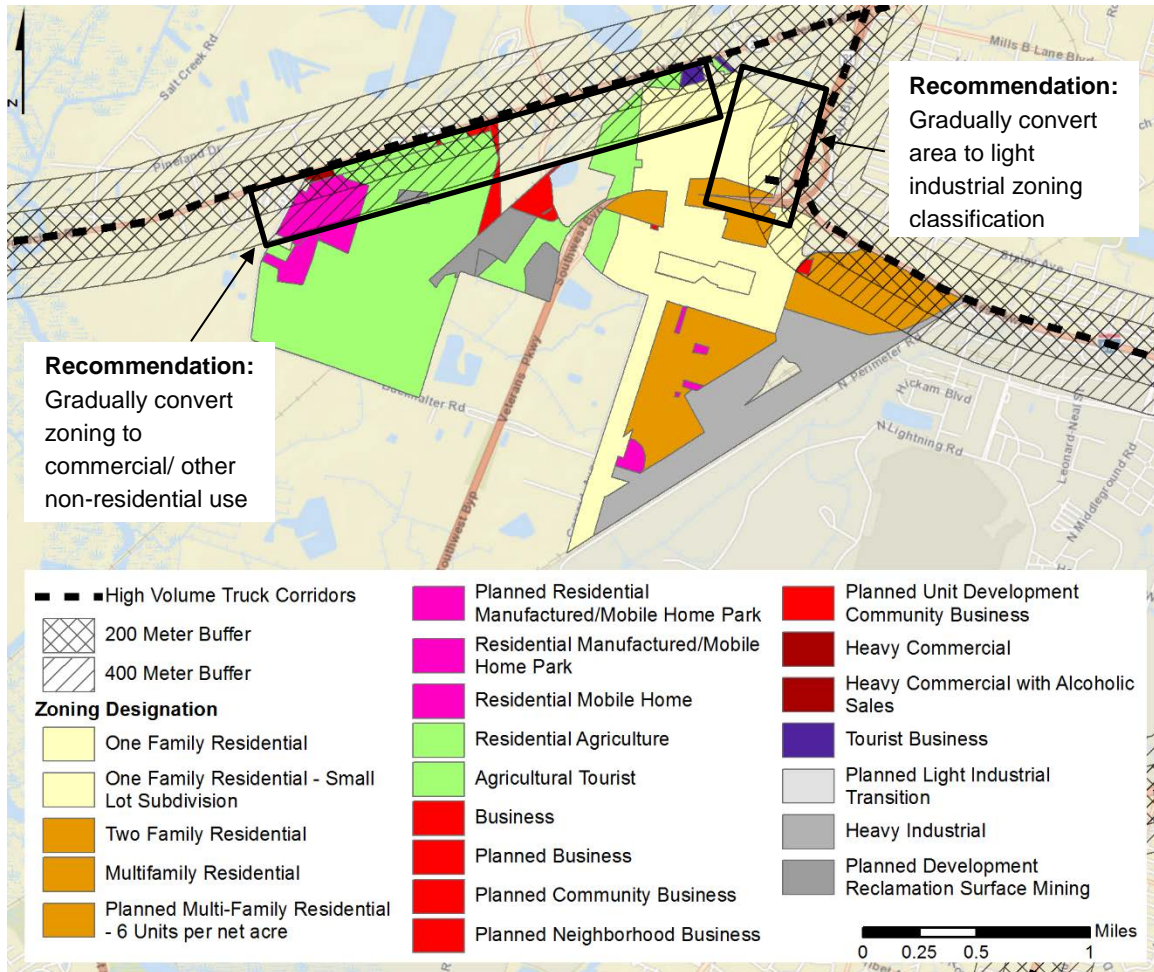 Mills B Lane Blvd
Salt Creek Rd
Pineland Dr
N
Recommendation:
Gradually convert
area to light
industrial zoning
classification
Southwest Byp
Recommendation:
Gradually convert
zoning to
commercial/ other
non-residential use
Veterans Pkwy
N Perimeter Rd
Hickam Blvd
N Lightning Rd
Leonard-Neal St
N Middleground Rd
Southwest Byp
High Volume Truck Corridors
200 Meter Buffer
400 Meter Buffer
Zoning Designation
One Family Residential
One Family Residential - Small
Lot Subdivision
Two Family Residential
Multifamily Residential
Planned Multi-Family Residential
- 6 Units per net acre
Planned Residential
Manufactured/Mobile Home Park
Residential Manufactured/Mobile
Home Park
Residential Mobile Home
Residential Agriculture
Agricultural Tourist
Business
Planned Business
Planned Community Business
Planned Neighborhood Business
Planned Unit Development
Community Business
Heavy Commercial
Heavy Commercial with Alcoholic
Sales
Tourist Business
Planned Light Industrial
Transition
Heavy Industrial
Planned Development
Reclamation Surface Mining
Miles
0 0.25 0.5 1